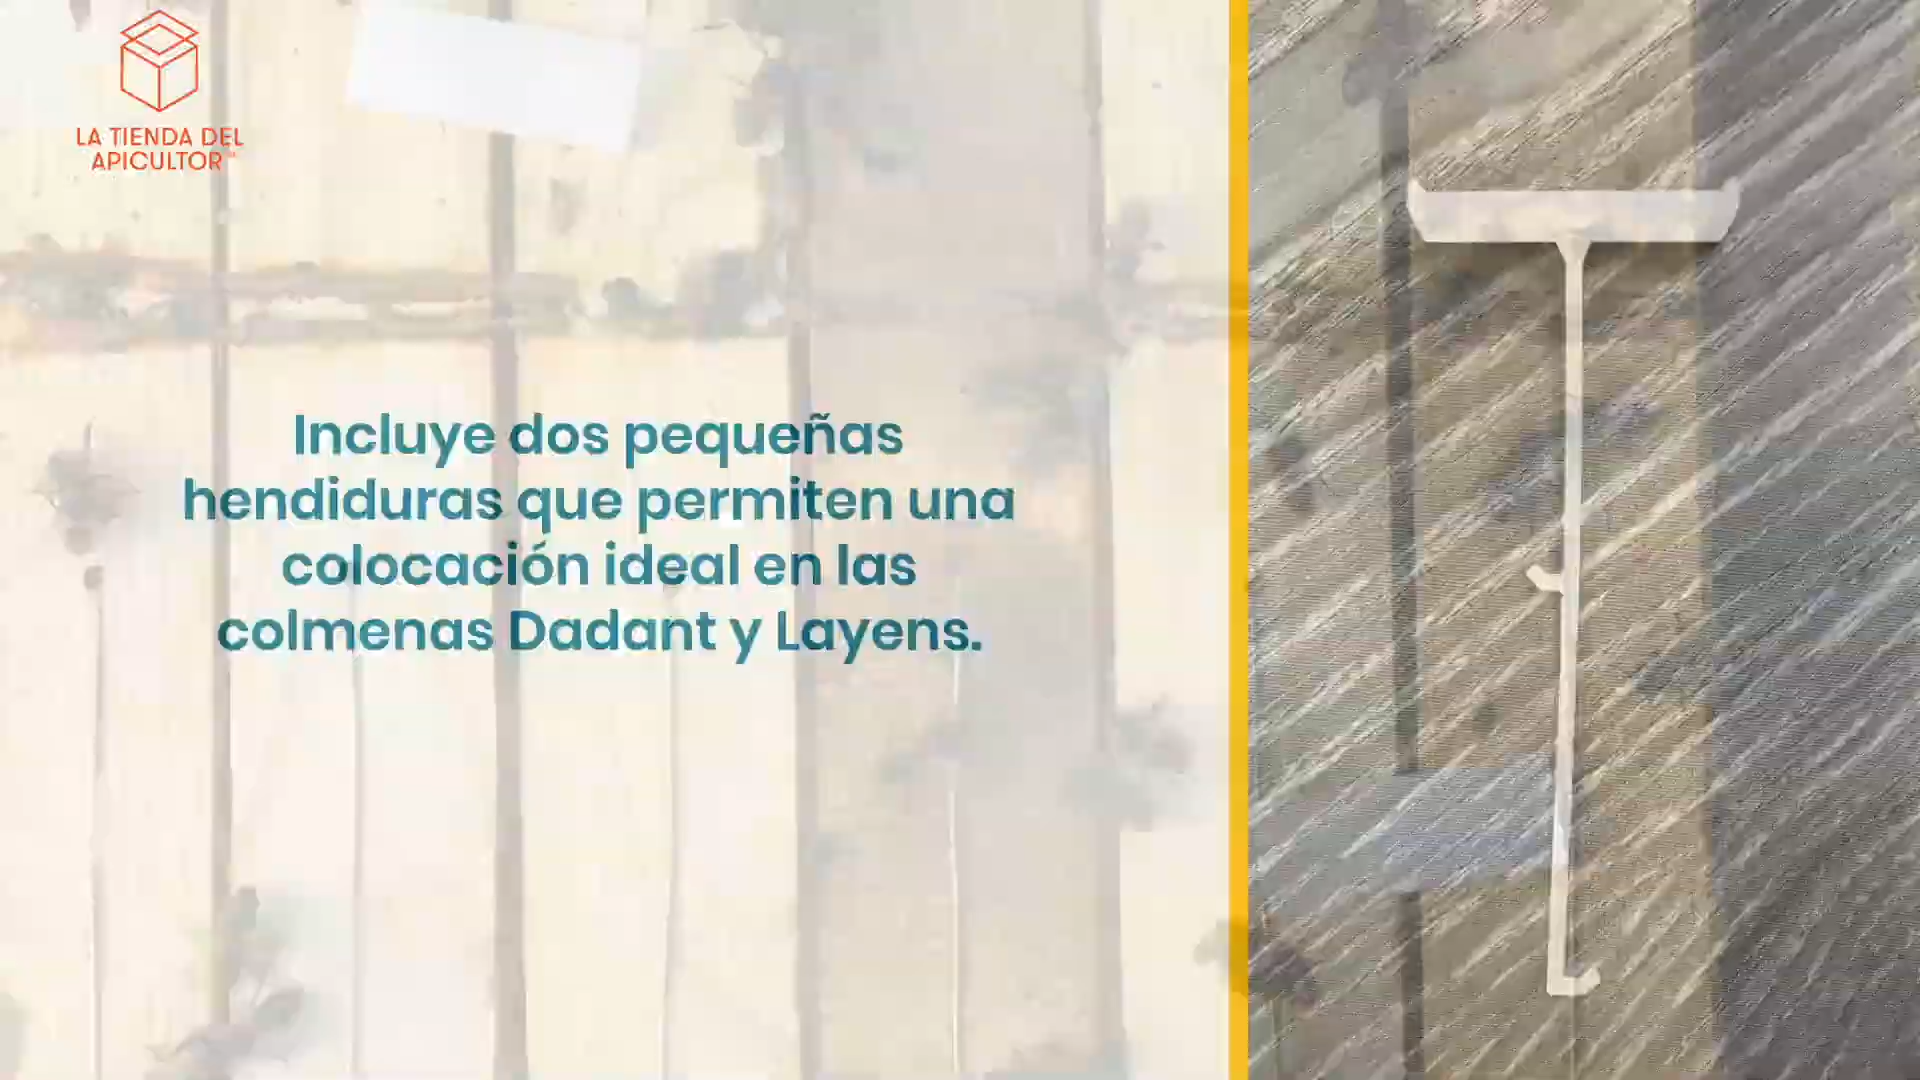 LA TIENDA DEL
APICULTOR
Incluye dos pequeñas
hendiduras que permiten una
colocación ideal en las
colmenas Dadant y Layens.